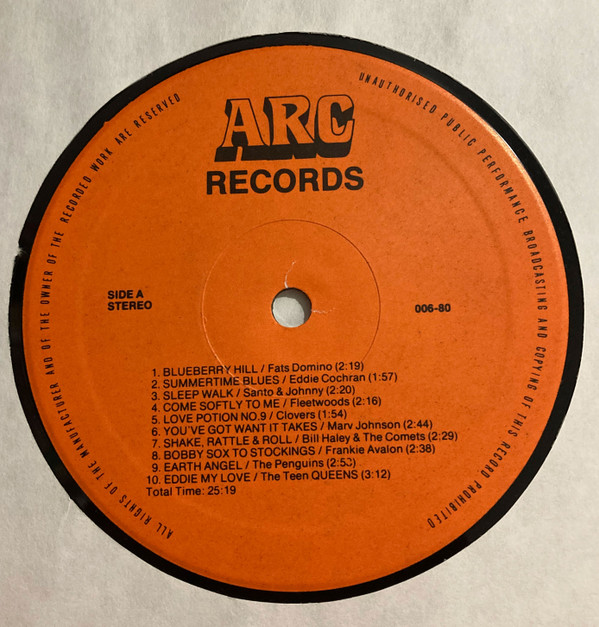 ARC
RECORDS
ALL RIGHTS OF THE MANUFACTURER AND OF THE OWNER OF THE RECORDED WORK ARE RESERVED
UNAUTHORISED PUBLIC PERFORMANCE BROADCASTING AND COPYING OF THIS RECORD PROHIBITED
SIDE A
STEREO
006-80
1. BLUEBERRY HILL / Fats Domino (2:19)
2. SUMMERTIME BLUES / Eddie Cochran (1:57)
3. SLEEP WALK / Santo & Johnny (2:20)
4. COME SOFTLY TO ME / Fleetwoods (2:16)
5. LOVE POTION NO.9 / Clovers (1:54)
6. YOU'VE GOT WANT IT TAKES / Marv Johnson (2:44)
7. SHAKE, RATTLE & ROLL / Bill Haley & The Comets (2:29)
8. BOBBY SOX TO STOCKINGS / Frankie Avalon (2:38)
9. EARTH ANGEL / The Penguins (2:53)
10. EDDIE MY LOVE / The Teen QUEENS (3:12)
Total Time: 25:19